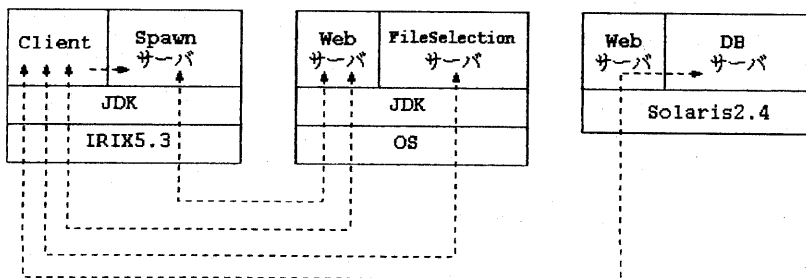 Client
Spawn
サーバ
JDK
IRIX5.3
Web
サーバ
FileSelection
サーバ
JDK
OS
Web
サーバ
DB
サーバ
Solaris2.4